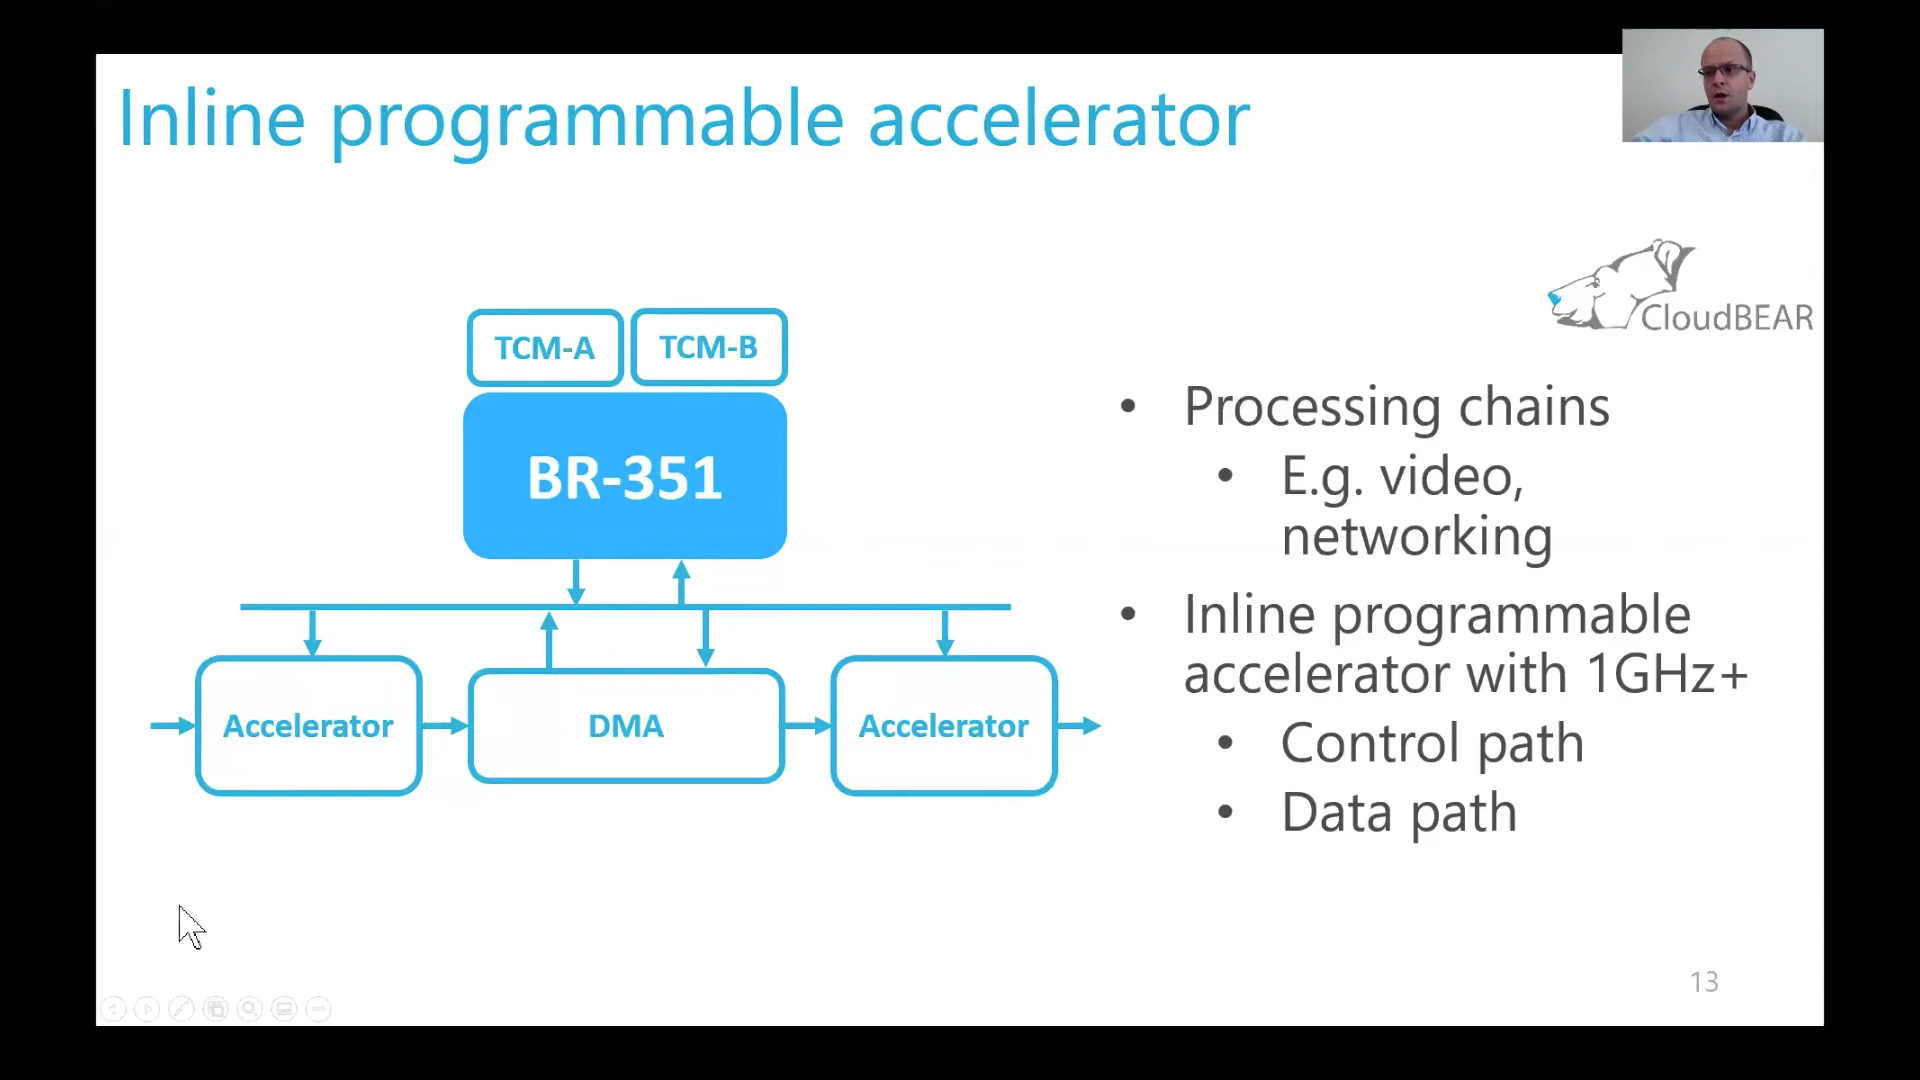 Inline programmable accelerator
CloudBEAR
TCM-A
TCM-B
BR-351
Accelerator
DMA
Accelerator
• Processing chains
• E.g. video,
networking
• Inline programmable
accelerator with 1GHz+
• Control path
• Data path
13